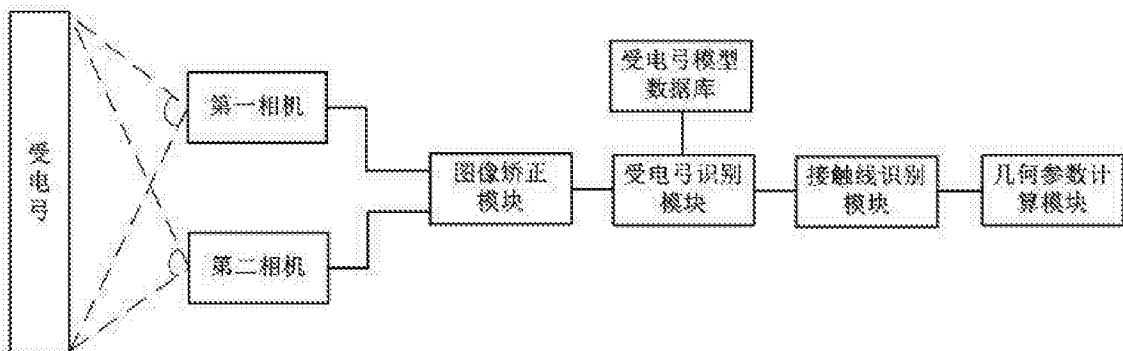 受电弓
第一相机
第二相机
图像矫正
模块
受电弓模型
数据库
受电弓识别
模块
接触线识别
模块
几何参数计
算模块